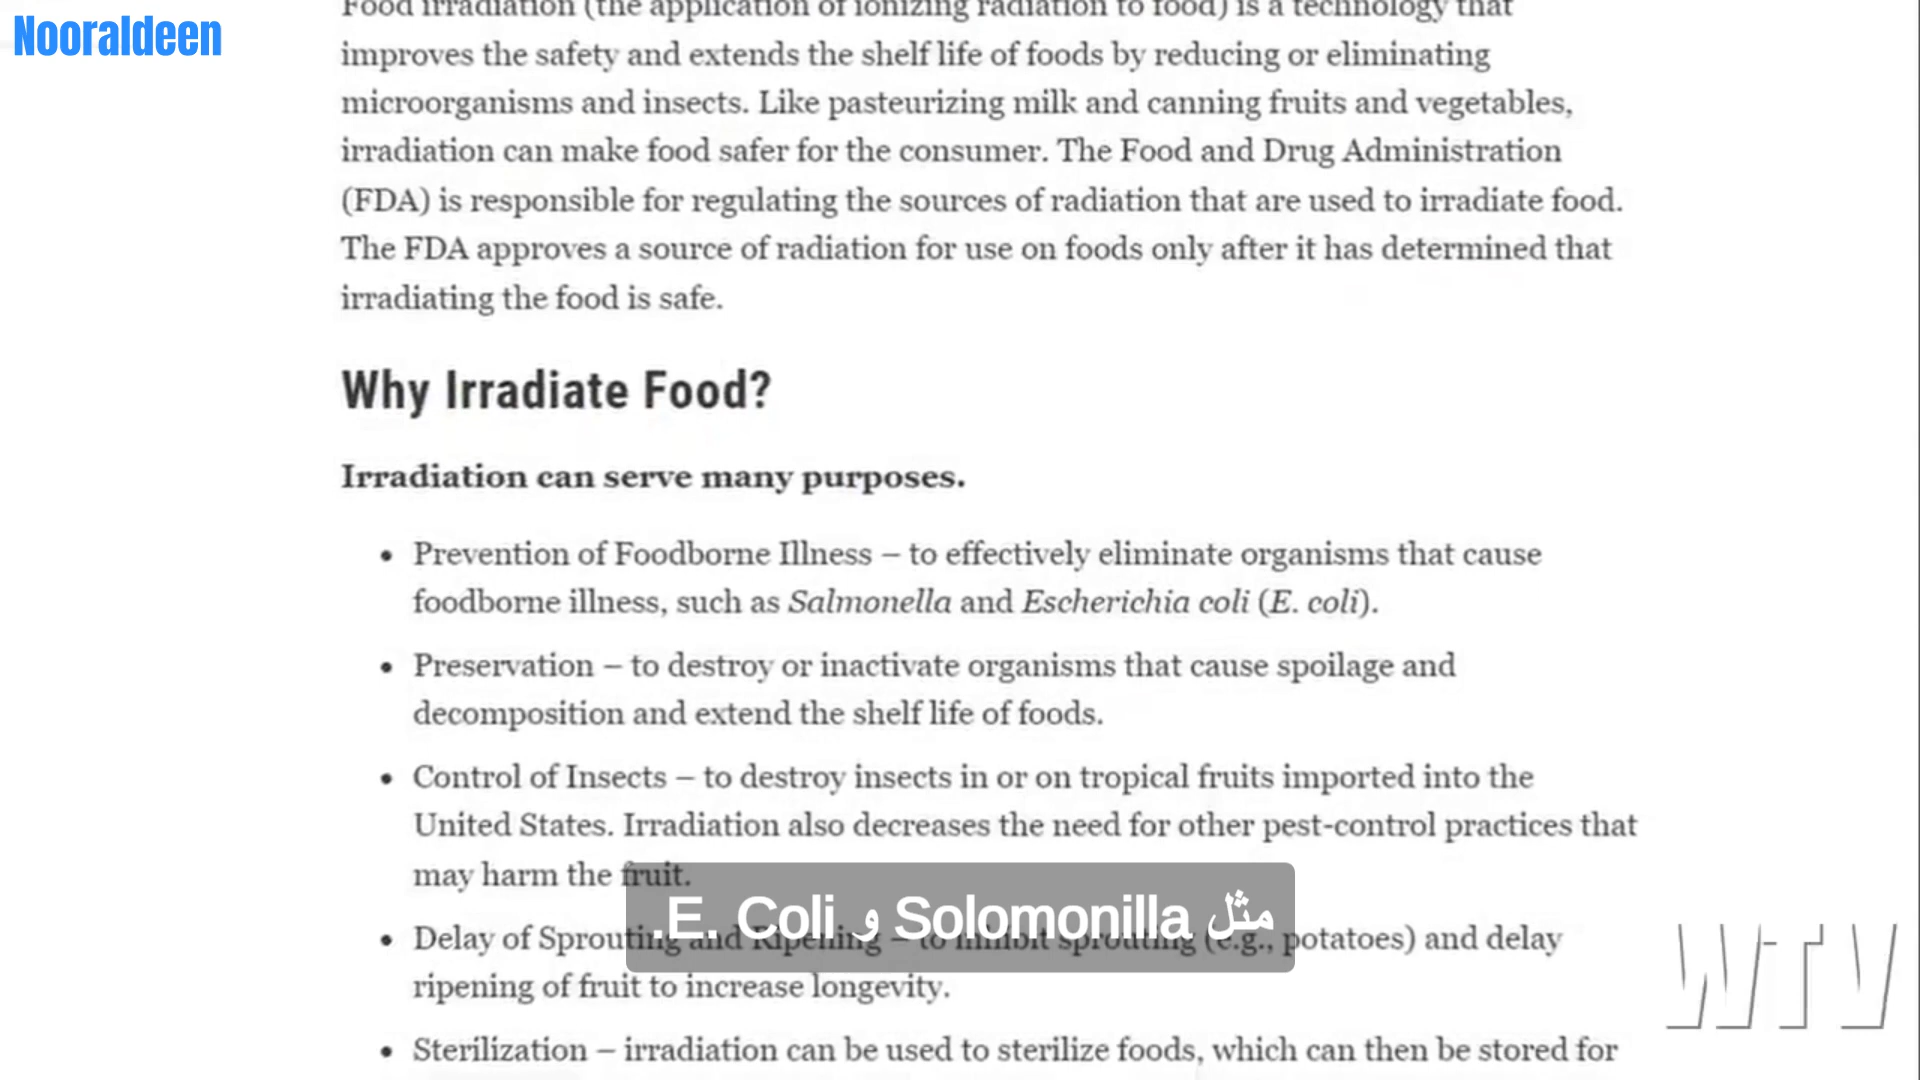 Nooraldeen
Food irradiation (the application of ionizing radiation to food) is a technology that
improves the safety and extends the shelf life of foods by reducing or eliminating
microorganisms and insects. Like pasteurizing milk and canning fruits and vegetables,
irradiation can make food safer for the consumer. The Food and Drug Administration
(FDA) is responsible for regulating the sources of radiation that are used to irradiate food.
The FDA approves a source of radiation for use on foods only after it has determined that
irradiating the food is safe.
Why Irradiate Food?
Irradiation can serve many purposes.
• Prevention of Foodborne Illness – to effectively eliminate organisms that cause
foodborne illness, such as Salmonella and Escherichia coli (E. coli).
• Preservation – to destroy or inactivate organisms that cause spoilage and
decomposition and extend the shelf life of foods.
• Control of Insects – to destroy insects in or on tropical fruits imported into the
United States. Irradiation also decreases the need for other pest-control practices that
may harm the fruit.
• Delay of Sprouting and Ripening – to inhibit sprouting (e.g., potatoes) and delay
ripening of fruit to increase longevity.
• Sterilization – irradiation can be used to sterilize foods, which can then be stored for
مثل Solomonilla و E. Coli.
WTV